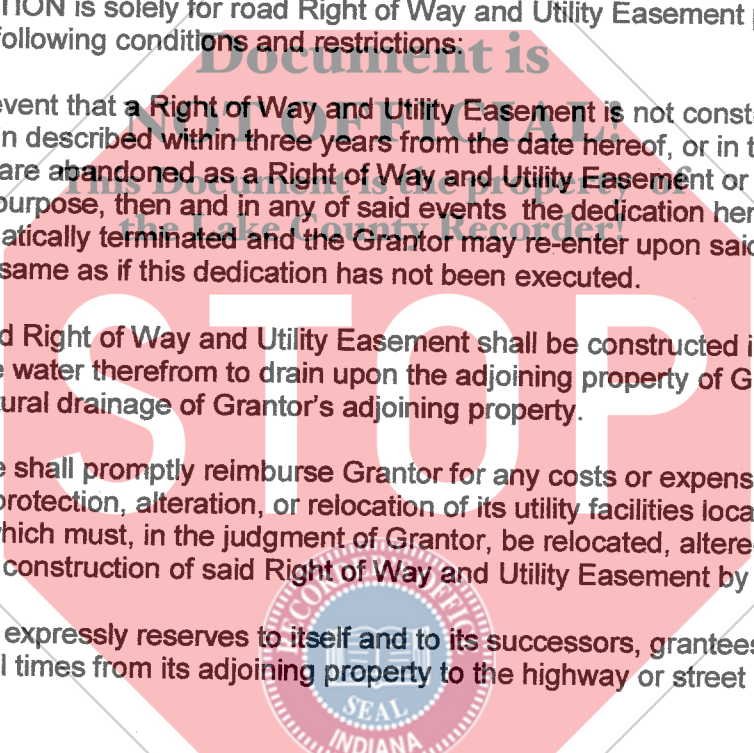 TION is solely for road Right of Way and Utility Easement
following conditions and restrictions:
Document is
event that a Right of Way and Utility Easement is not const
NOT OFFICIAL!
n described within three years from the date hereof, or in t
are abandoned as a Right of Way and Utility Easement or
This Document is the property of
purpose, then and in any of said events the dedication her
the Lake County Recorder!
atically terminated and the Grantor may re-enter upon said
same as if this dedication has not been executed.
STOP
d Right of Way and Utility Easement shall be constructed i
e water therefrom to drain upon the adjoining property of G
ural drainage of Grantor's adjoining property.
e shall promptly reimburse Grantor for any costs or expens
protection, alteration, or relocation of its utility facilities loca
which must, in the judgment of Grantor, be relocated, altere
construction of said Right of Way and Utility Easement by
expressly reserves to itself and to its successors, grantees
l times from its adjoining property to the highway or street
RECORDER'S OFFICE
SEAL
INDIANA